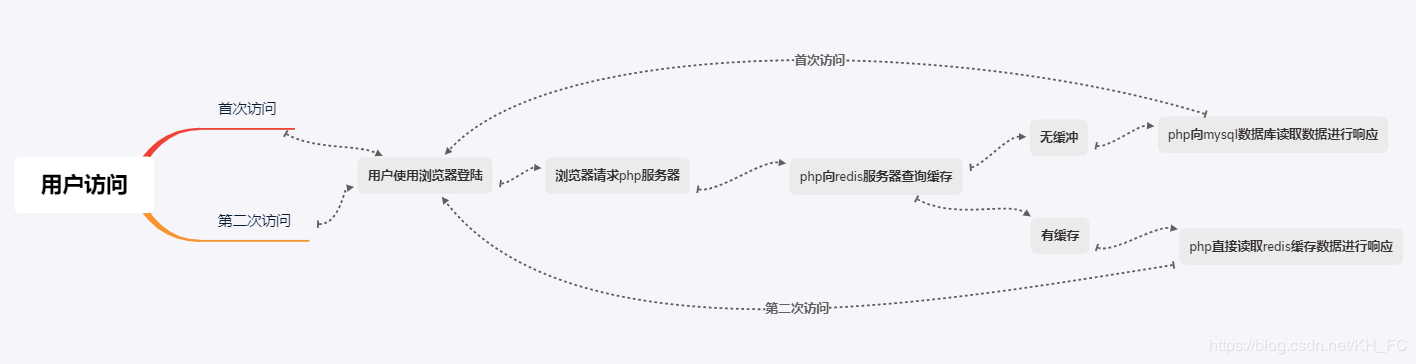 首次访问
首次访问
无缓冲
php向mysql数据库读取数据进行响应
用户访问
用户使用浏览器登陆
浏览器请求php服务器
php向redis服务器查询缓存
第二次访问
有缓存
php直接读取redis缓存数据进行响应
第二次访问
https://blog.csdn.net/KH_FC